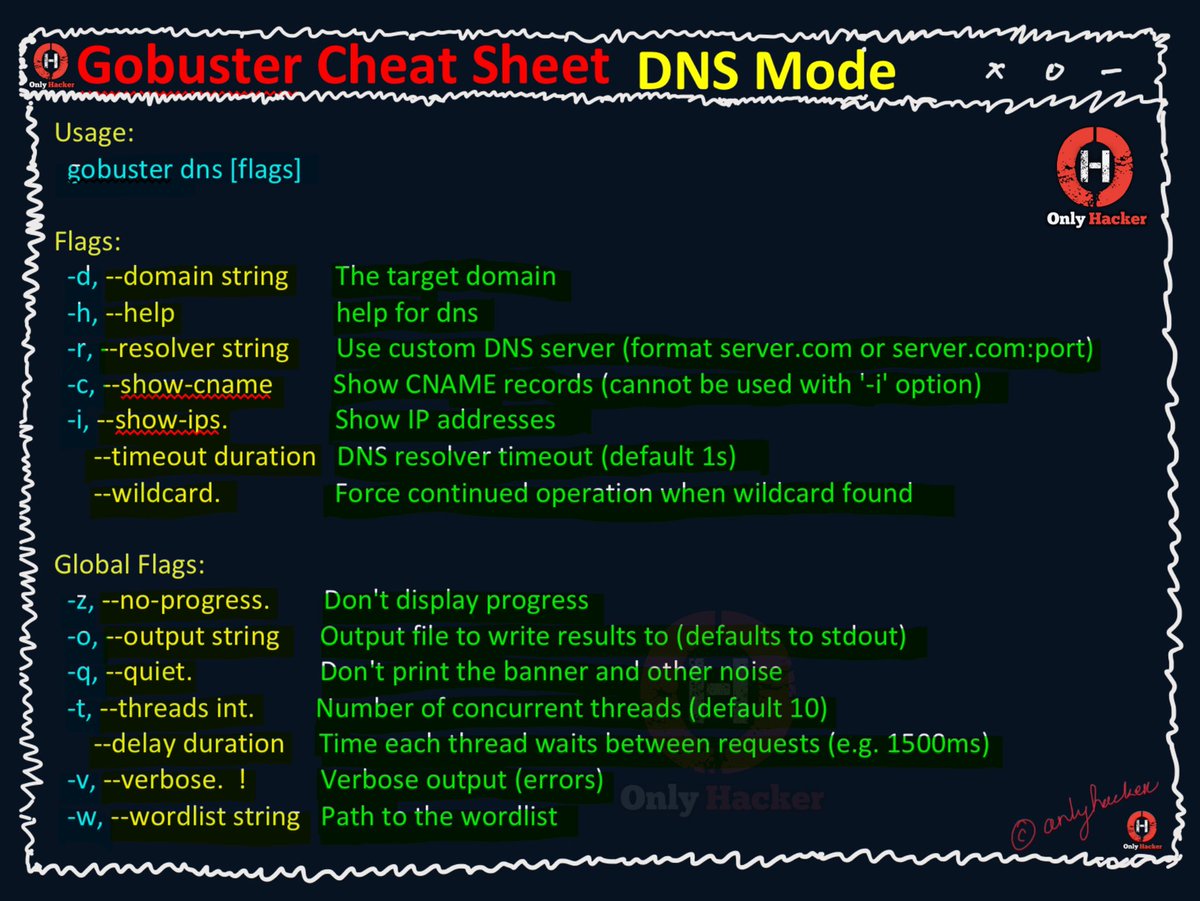 Only Hacker
Gobuster Cheat Sheet DNS Mode
x o -
Usage:
gobuster dns [flags]
H
Only Hacker
Flags:
-d, --domain string The target domain
-h, --help help for dns
-r, --resolver string Use custom DNS server (format server.com or server.com:port)
-c, --show-cname Show CNAME records (cannot be used with '-i' option)
-i, --show-ips. Show IP addresses
--timeout duration DNS resolver timeout (default 1s)
--wildcard. Force continued operation when wildcard found
Global Flags:
-z, --no-progress. Don't display progress
-o, --output string Output file to write results to (defaults to stdout)
-q, --quiet. Don't print the banner and other noise
-t, --threads int. Number of concurrent threads (default 10)
--delay duration Time each thread waits between requests (e.g. 1500ms)
-v, --verbose. ! Verbose output (errors)
Only Hacker
-w, --wordlist string Path to the wordlist
© onlyhacker
H
Only Hacker